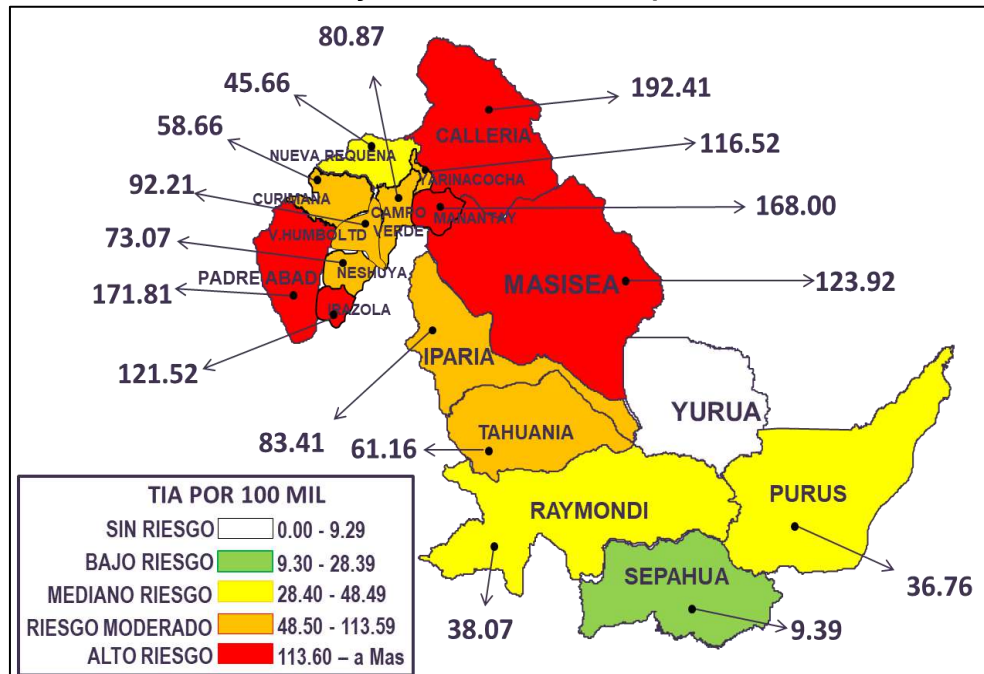 80.87
45.66
192.41
58.66
CALLERIA
116.52
NUEVA REQUENA
YARINACOCHA
92.21
CURIMANA
CAMPO
VERDE
MANANTAY
168.00
V.HUMBOLTD
73.07
NESHUYA
PADRE ABAD
MASISEA
123.92
171.81
IRAZOLA
IPARIA
121.52
YURUA
83.41
61.16
TAHUANIA
PURUS
RAYMONDI
SEPAHUA
36.76
38.07
9.39
TIA POR 100 MIL
SIN RIESGO 0.00 - 9.29
BAJO RIESGO 9.30 - 28.39
MEDIANO RIESGO 28.40 - 48.49
RIESGO MODERADO 48.50 - 113.59
ALTO RIESGO 113.60 – a Mas